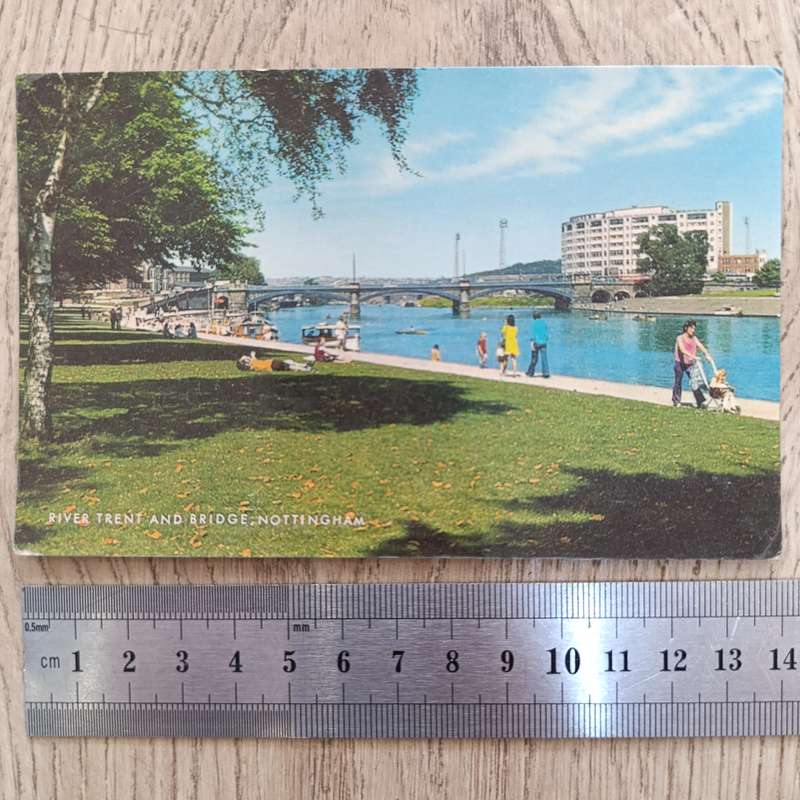 RIVER TRENT AND BRIDGE, NOTTINGHAM
0.5mm mm
cm 1 2 3 4 5 6 7 8 9 10 11 12 13 14